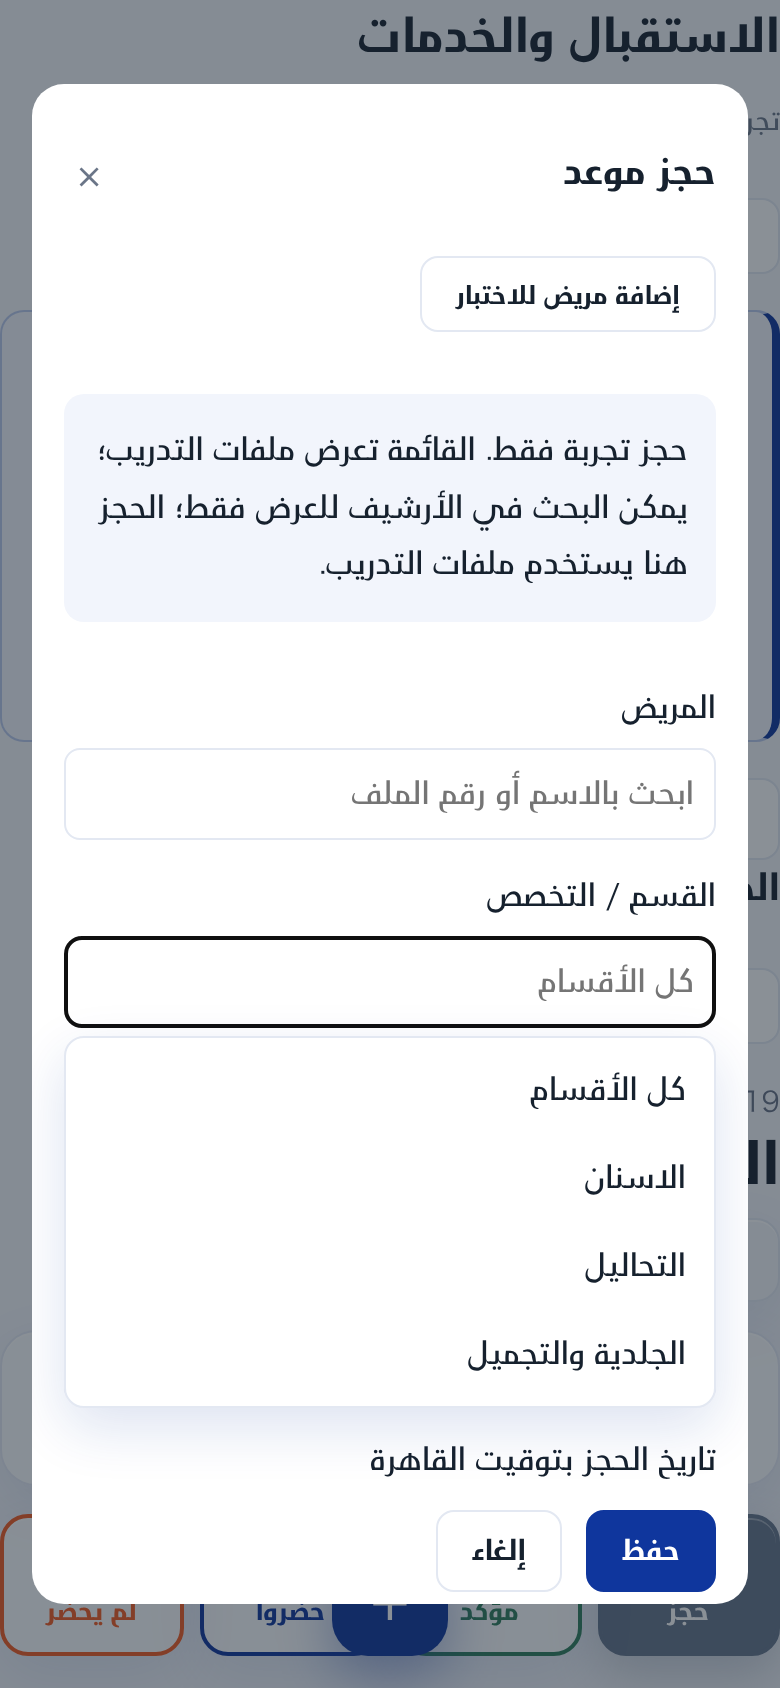 الاستقبال والخدمات
حجز موعد
إضافة مريض للاختبار
حجز تجربة فقط. القائمة تعرض ملفات التدريب؛
يمكن البحث في الأرشيف للعرض فقط؛ الحجز
هنا يستخدم ملفات التدريب.
المريض
ابحث بالاسم أو رقم الملف
القسم / التخصص
كل الأقسام
كل الأقسام
الاسنان
التحاليل
الجلدية والتجميل
19
تاريخ الحجز بتوقيت القاهرة
حفظ
إلغاء
حجز
مؤكد
حضروا
لم يحضر